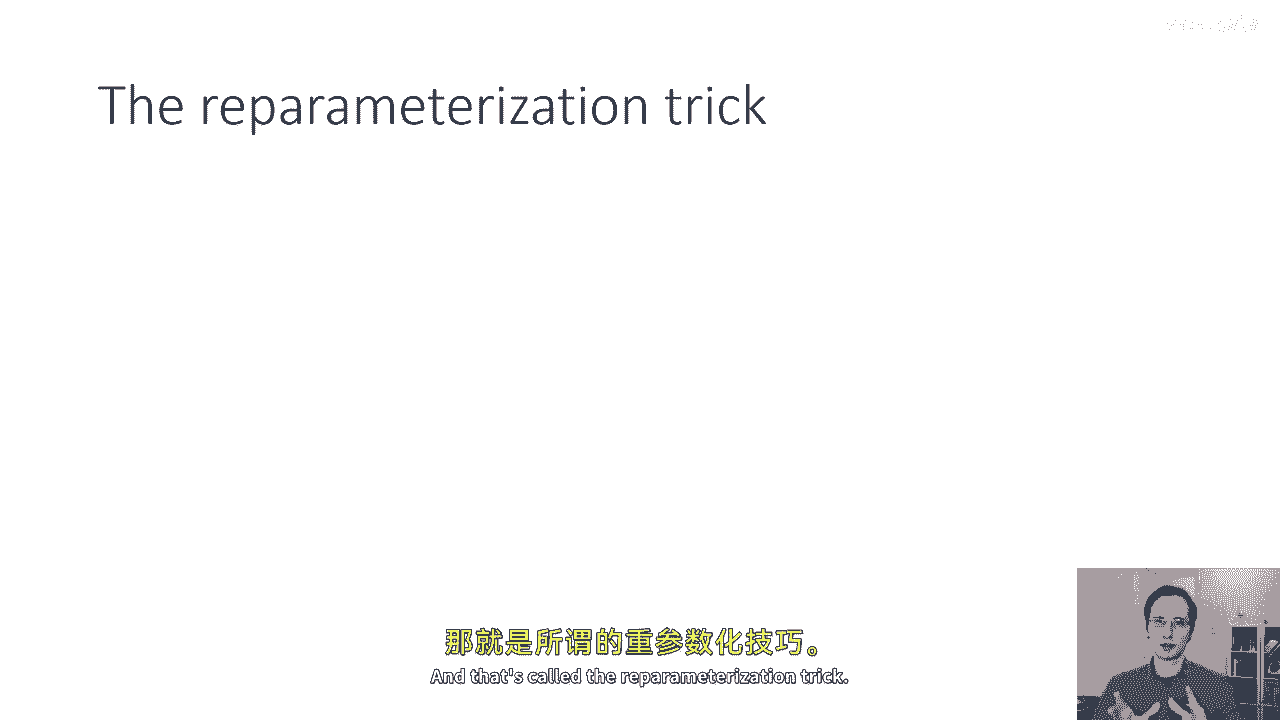 The reparameterization trick
那就是所谓的重参数化技巧。
And that's called the reparameterization trick.